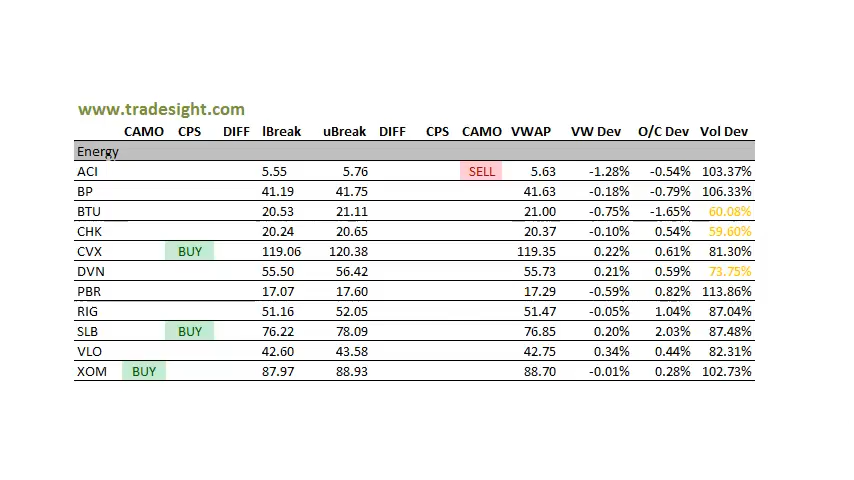 www.tradesight.com
CAMO CPS DIFF lBreak uBreak DIFF CPS CAMO VWAP VW Dev O/C Dev Vol Dev
Energy
ACI 5.55 5.76 SELL 5.63 -1.28% -0.54% 103.37%
BP 41.19 41.75 41.63 -0.18% -0.79% 106.33%
BTU 20.53 21.11 21.00 -0.75% -1.65% 60.08%
CHK 20.24 20.65 20.37 -0.10% 0.54% 59.60%
CVX BUY 119.06 120.38 119.35 0.22% 0.61% 81.30%
DVN 55.50 56.42 55.73 0.21% 0.59% 73.75%
PBR 17.07 17.60 17.29 -0.59% 0.82% 113.86%
RIG 51.16 52.05 51.47 -0.05% 1.04% 87.04%
SLB BUY 76.22 78.09 76.85 0.20% 2.03% 87.48%
VLO 42.60 43.58 42.75 0.34% 0.44% 82.31%
XOM BUY 87.97 88.93 88.70 -0.01% 0.28% 102.73%